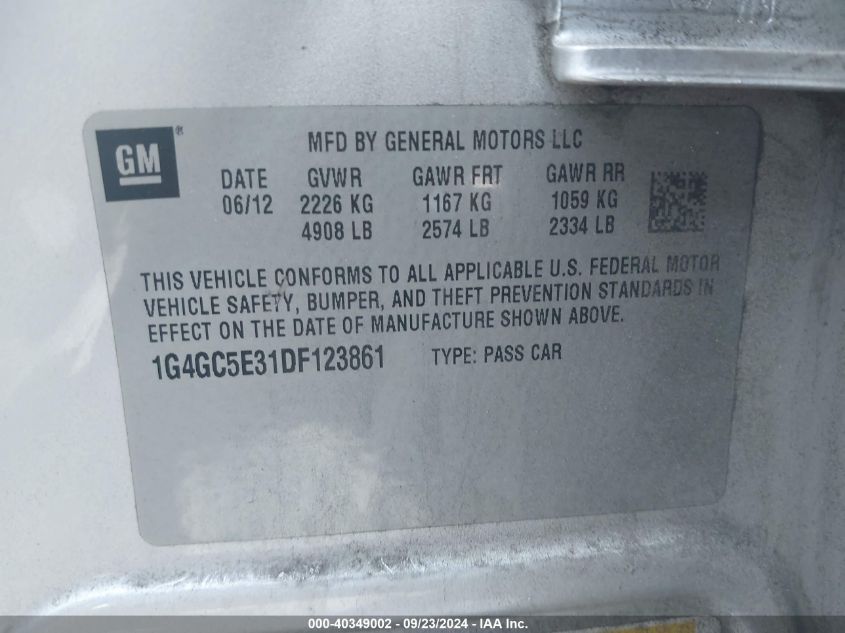 GM ®
MFD BY GENERAL MOTORS LLC
DATE GVWR GAWR FRT GAWR RR
06/12 2226 KG 1167 KG 1059 KG
4908 LB 2574 LB 2334 LB
THIS VEHICLE CONFORMS TO ALL APPLICABLE U.S. FEDERAL MOTOR
VEHICLE SAFETY, BUMPER, AND THEFT PREVENTION STANDARDS IN
EFFECT ON THE DATE OF MANUFACTURE SHOWN ABOVE.
1G4GC5E31DF123861 TYPE: PASS CAR
000-40349002 - 09/23/2024 - IAA Inc.